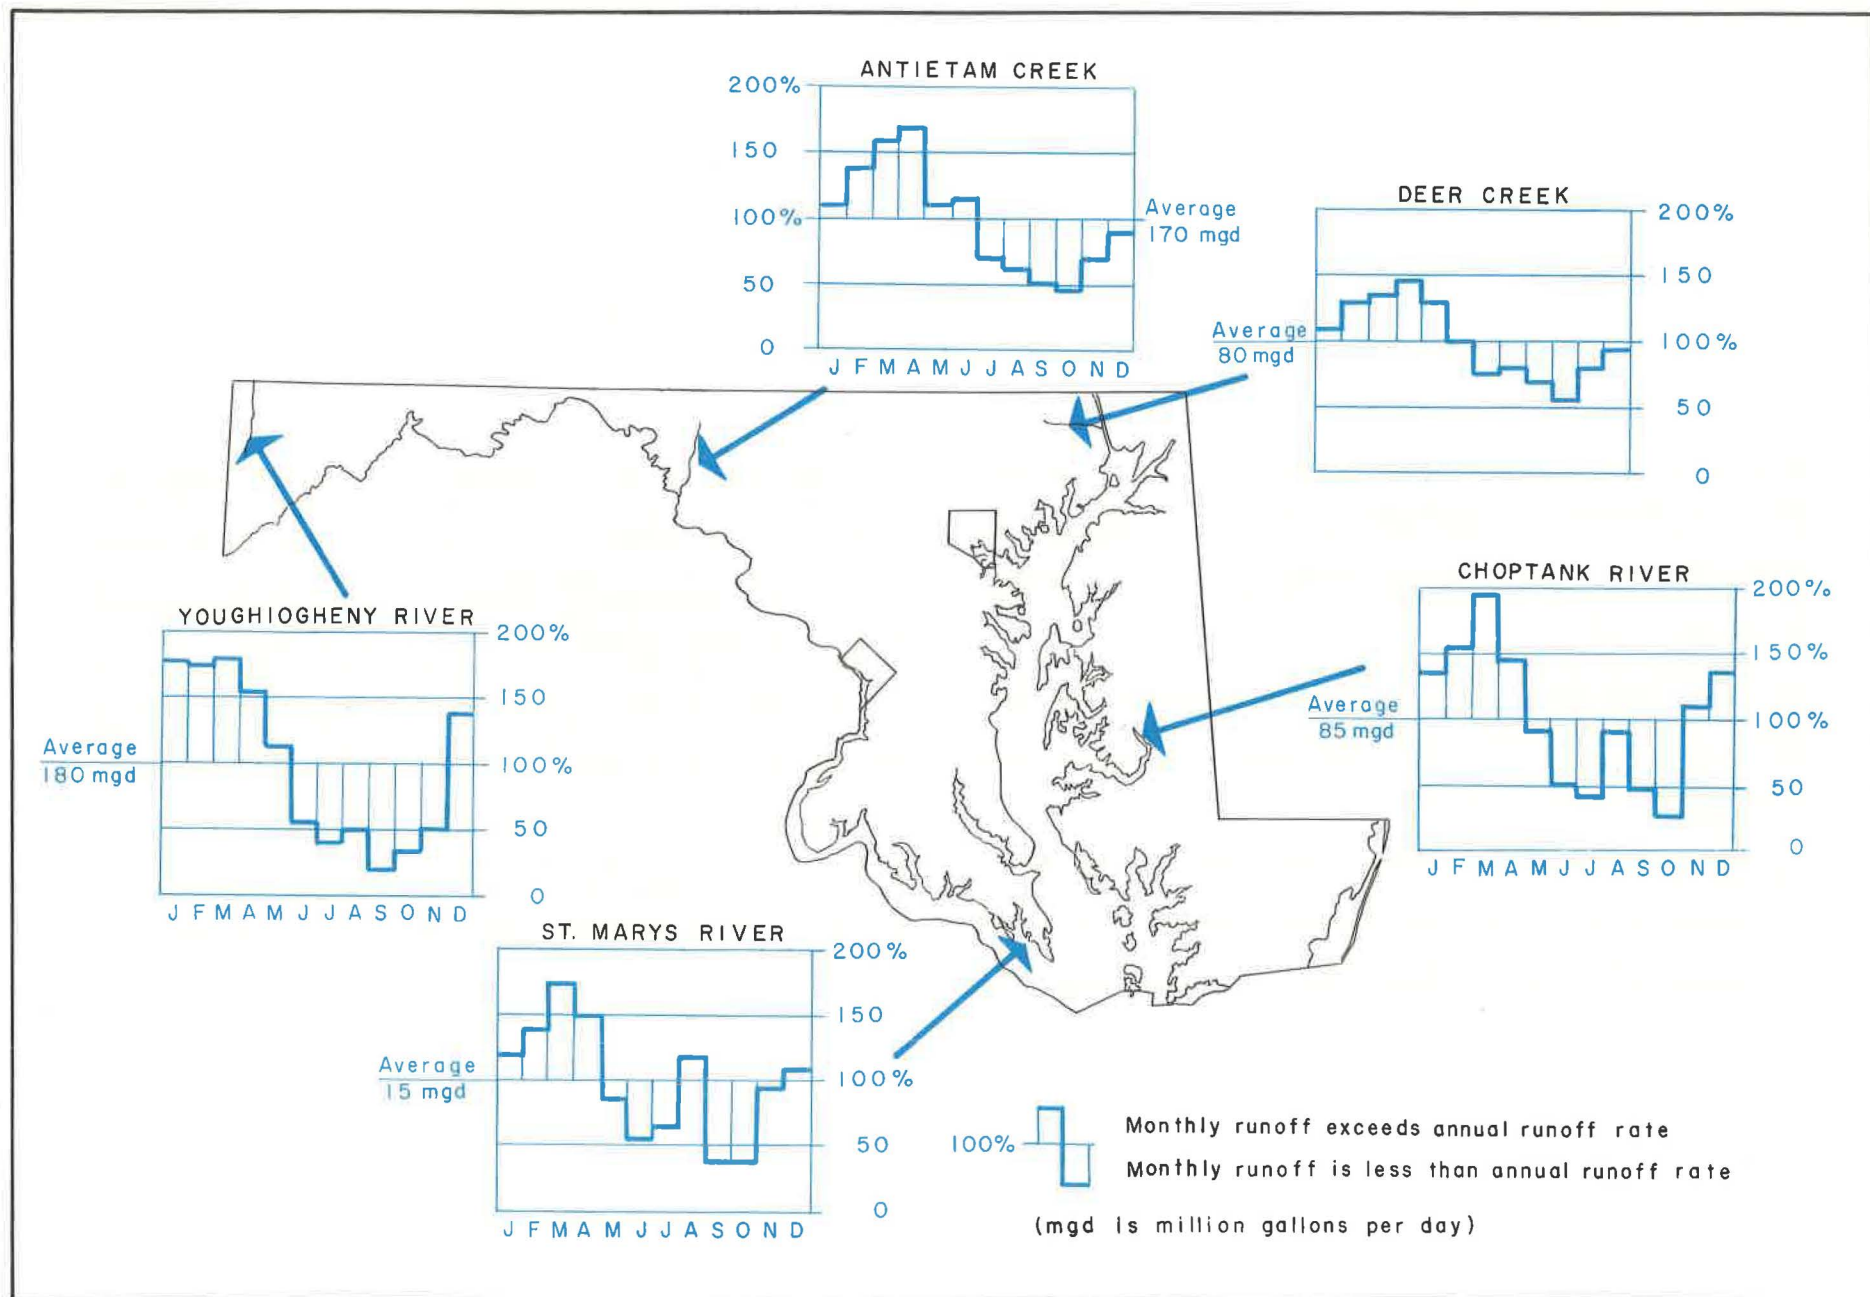 ANTIETAM CREEK
200%
150
100%
50
0
Average
170 mgd
J F M A M J J A S O N D
DEER CREEK
200%
150
100%
50
0
Average
80 mgd
YOUGHIOGHENY RIVER
200%
150
100%
50
0
Average
180 mgd
J F M A M J J A S O N D
CHOPTANK RIVER
200%
150%
100%
50
0
Average
85 mgd
J F M A M J J A S O N D
ST. MARYS RIVER
200%
150
100%
50
0
Average
15 mgd
J F M A M J J A S O N D
100%
Monthly runoff exceeds annual runoff rate
Monthly runoff is less than annual runoff rate
(mgd is million gallons per day)